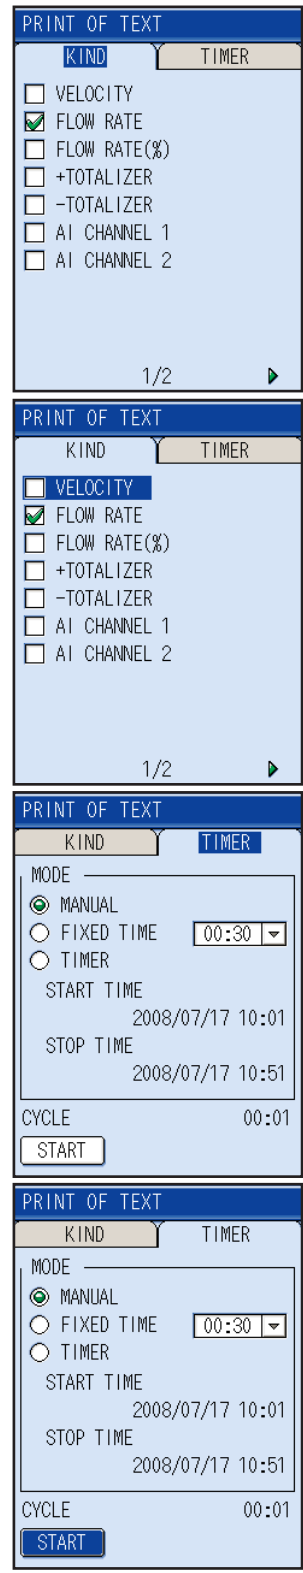 PRINT OF TEXT
KIND TIMER
VELOCITY
FLOW RATE
FLOW RATE(%)
+TOTALIZER
-TOTALIZER
AI CHANNEL 1
AI CHANNEL 2
1/2
PRINT OF TEXT
KIND TIMER
VELOCITY
FLOW RATE
FLOW RATE(%)
+TOTALIZER
-TOTALIZER
AI CHANNEL 1
AI CHANNEL 2
1/2
PRINT OF TEXT
KIND TIMER
MODE
MANUAL
FIXED TIME 00:30
TIMER
START TIME
2008/07/17 10:01
STOP TIME
2008/07/17 10:51
CYCLE 00:01
START
PRINT OF TEXT
KIND TIMER
MODE
MANUAL
FIXED TIME 00:30
TIMER
START TIME
2008/07/17 10:01
STOP TIME
2008/07/17 10:51
CYCLE 00:01
START